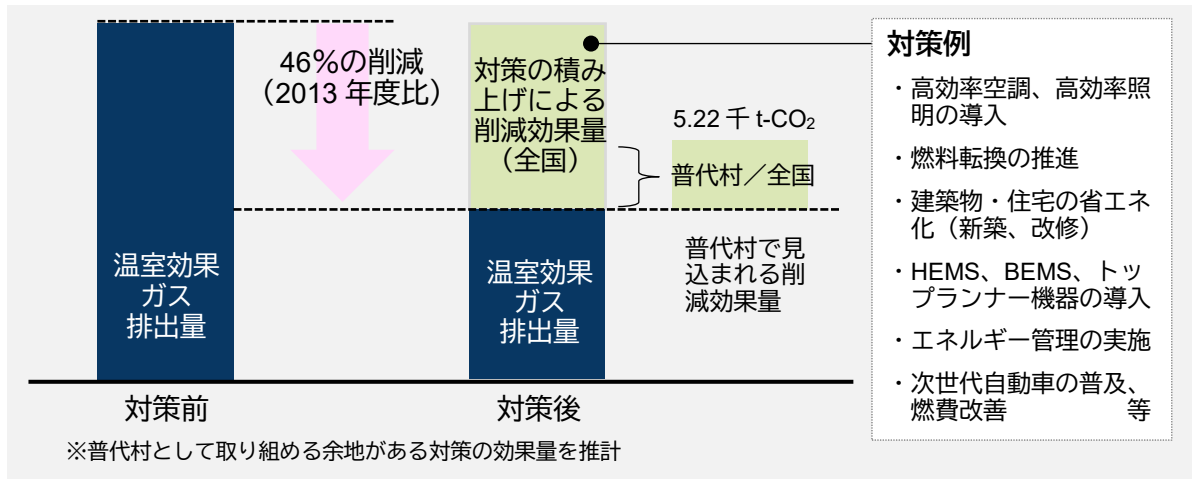 46%の削減
(2013 年度比)
温室効果
ガス
排出量
対策前
対策の積み
上げによる
削減効果量
(全国)
温室効果
ガス
排出量
対策後
5.22 千 t-CO₂
普代村/全国
普代村で見
込まれる削
減効果量
対策例
・高効率空調、高効率照
明の導入
・燃料転換の推進
・建築物・住宅の省エネ
化(新築、改修)
・HEMS、BEMS、トッ
プランナー機器の導入
・エネルギー管理の実施
・次世代自動車の普及、
燃費改善 等
※普代村として取り組める余地がある対策の効果量を推計